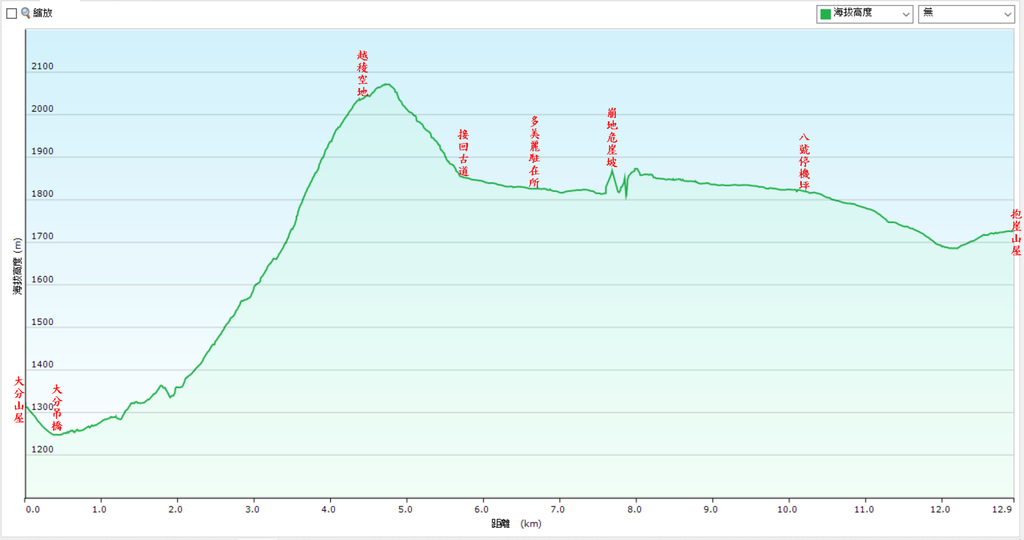 縮放
海拔高度
無
2100
2000
1900
1800
1700
1600
1500
1400
1300
1200
海拔高度 (m)
大分山屋
大分吊橋
越稜空地
接回古道
多美麗駐在所
崩地危崖坡
八號停機坪
抱崖山屋
0.0 1.0 2.0 3.0 4.0 5.0 6.0 7.0 8.0 9.0 10.0 11.0 12.0 12.9
距離 (km)